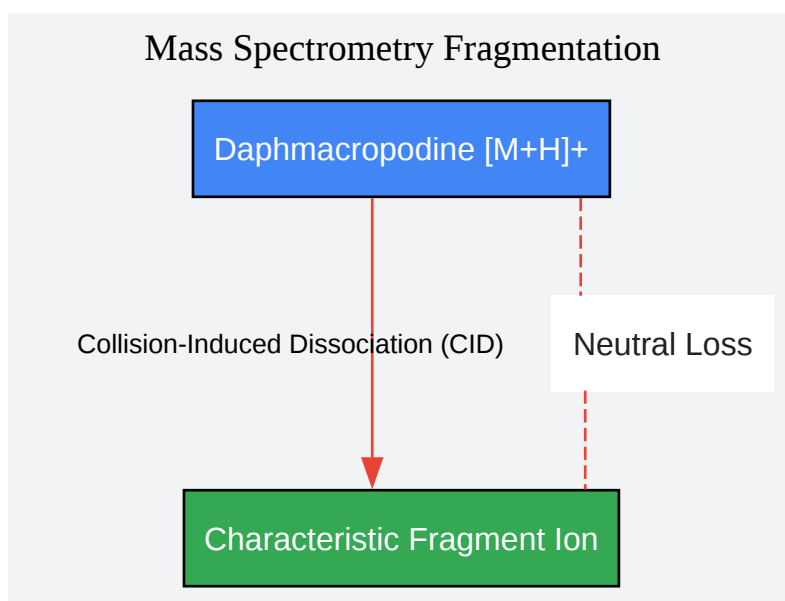 Mass Spectrometry Fragmentation
Daphmacropodine [M+H]+
Collision-Induced Dissociation (CID)
Neutral Loss
Characteristic Fragment Ion